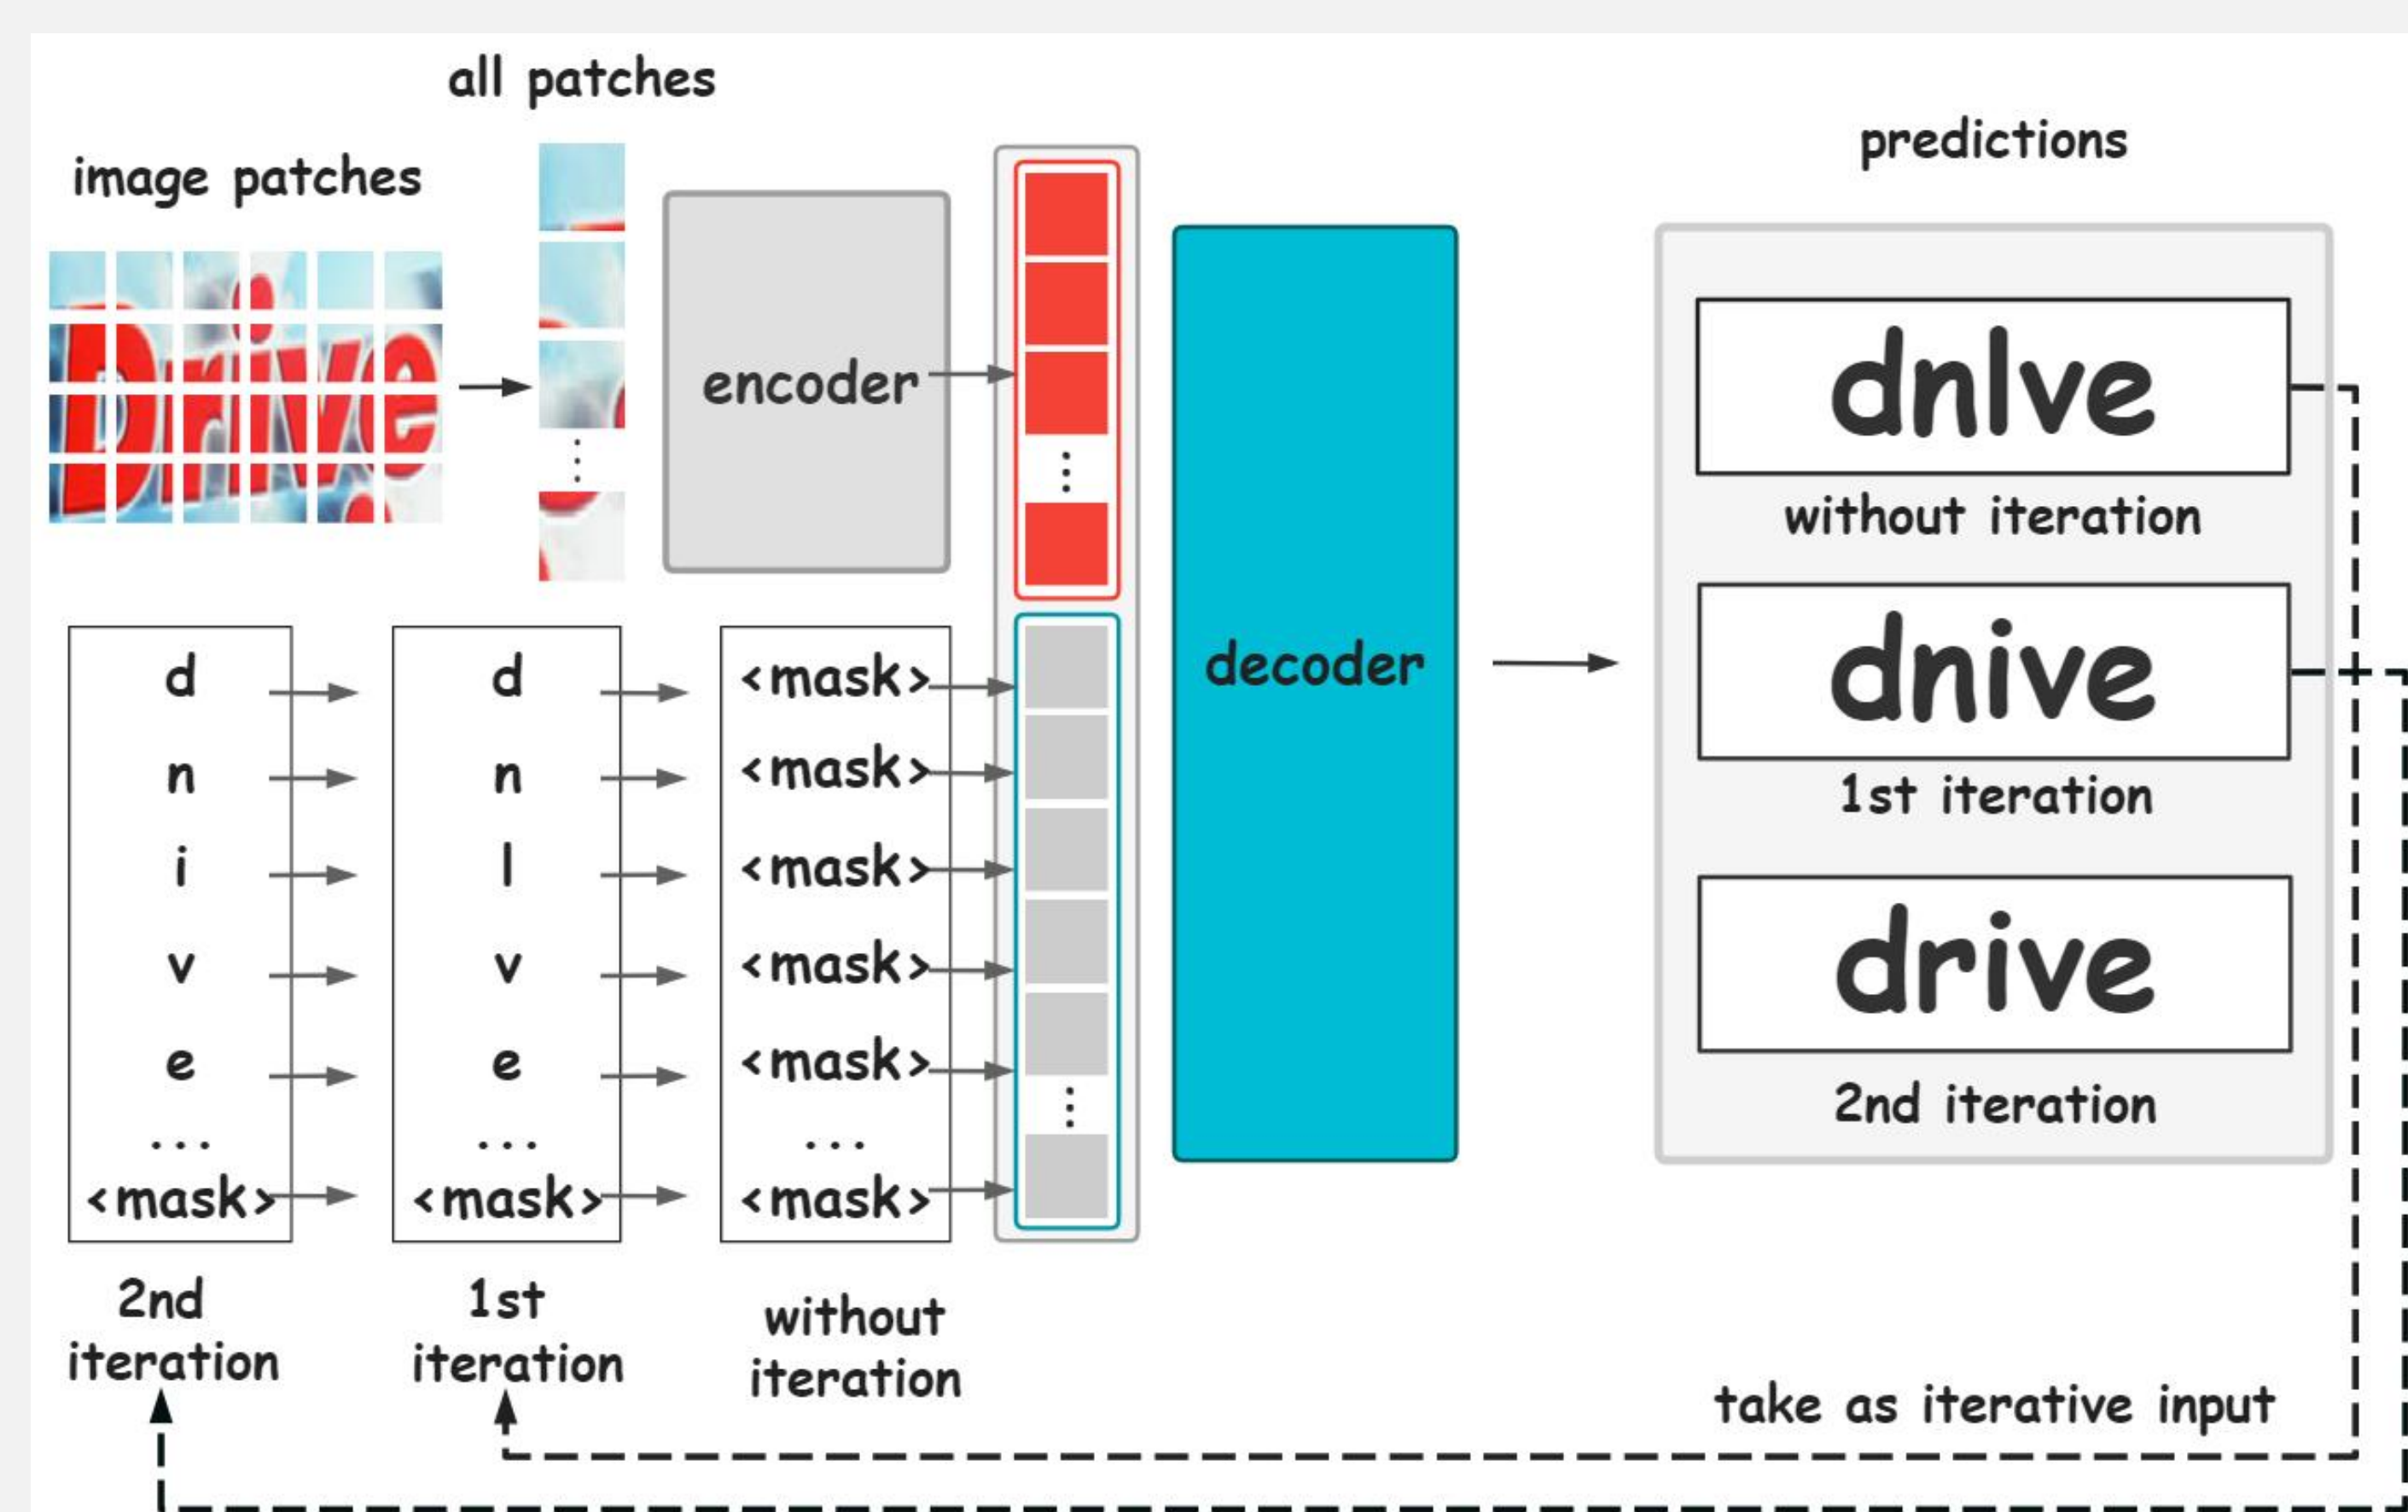 all patches
image patches
predictions
Drive
encoder
decoder
dnlve
without iteration
dnive
1st iteration
drive
2nd iteration
d
n
i
v
e
...
<mask>
2nd
iteration
d
n
l
v
e
...
<mask>
1st
iteration
<mask>
<mask>
<mask>
<mask>
<mask>
...
<mask>
without
iteration
take as iterative input